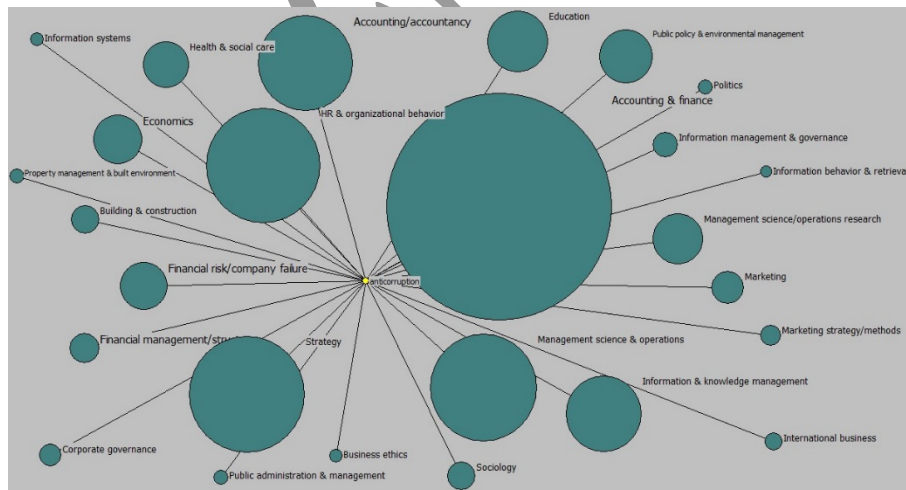 Accounting/accountancy
Education
Information systems
Public policy & environmental management
Health & social care
Politics
Accounting & finance
HR & organizational behavior
Economics
Information management & governance
Information behavior & retrieva
Property management & built environment
Building & construction
Management science/operations research
Financial risk/company failure
Marketing
anticorruption
Marketing strategy/methods
Financial management/
Strategy
Management science & operations
Information & knowledge management
International business
Corporate governance
Business ethics
Sociology
Public administration & management